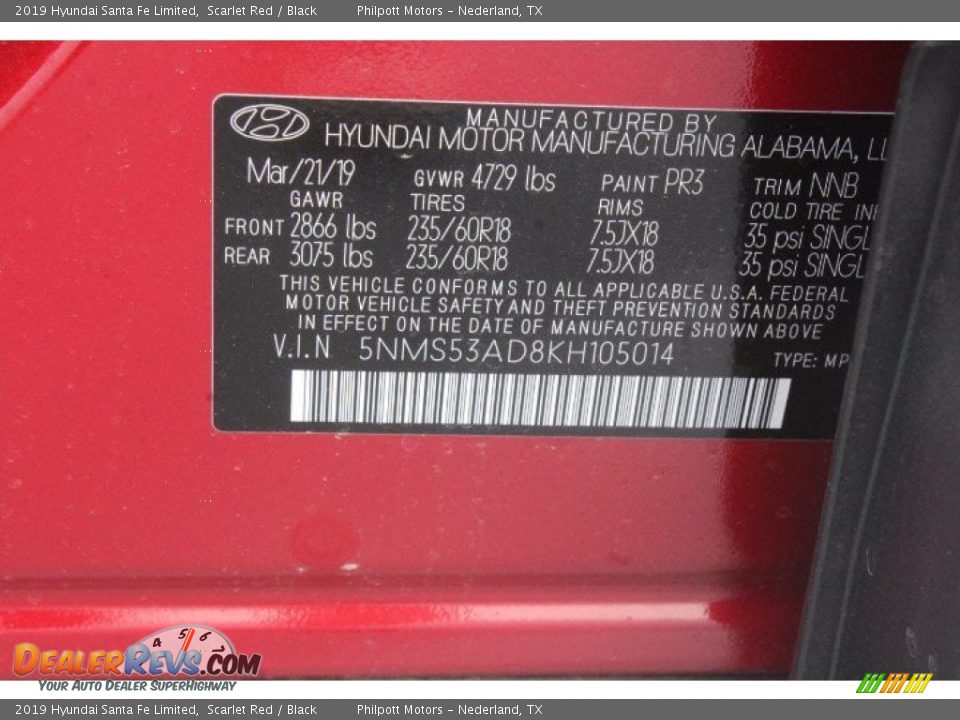 2019 Hyundai Santa Fe Limited, Scarlet Red / Black Philpott Motors - Nederland, TX
MANUFACTURED BY
HYUNDAI MOTOR MANUFACTURING ALABAMA, LL
Mar/21/19 GVWR 4729 lbs PAINT PR3 TRIM NNB
GAWR TIRES RIMS COLD TIRE INF
FRONT 2866 lbs 235/60R18 7.5JX18 35 psi SINGL
REAR 3075 lbs 235/60R18 7.5JX18 35 psi SINGL
THIS VEHICLE CONFORMS TO ALL APPLICABLE U.S.A. FEDERAL
MOTOR VEHICLE SAFETY AND THEFT PREVENTION STANDARDS
IN EFFECT ON THE DATE OF MANUFACTURE SHOWN ABOVE
V.I.N 5NMS53AD8KH105014
TYPE: MP
4 5 6
DEALERREVS.COM
YOUR AUTO DEALER SUPERHIGHWAY
2019 Hyundai Santa Fe Limited, Scarlet Red / Black Philpott Motors - Nederland, TX